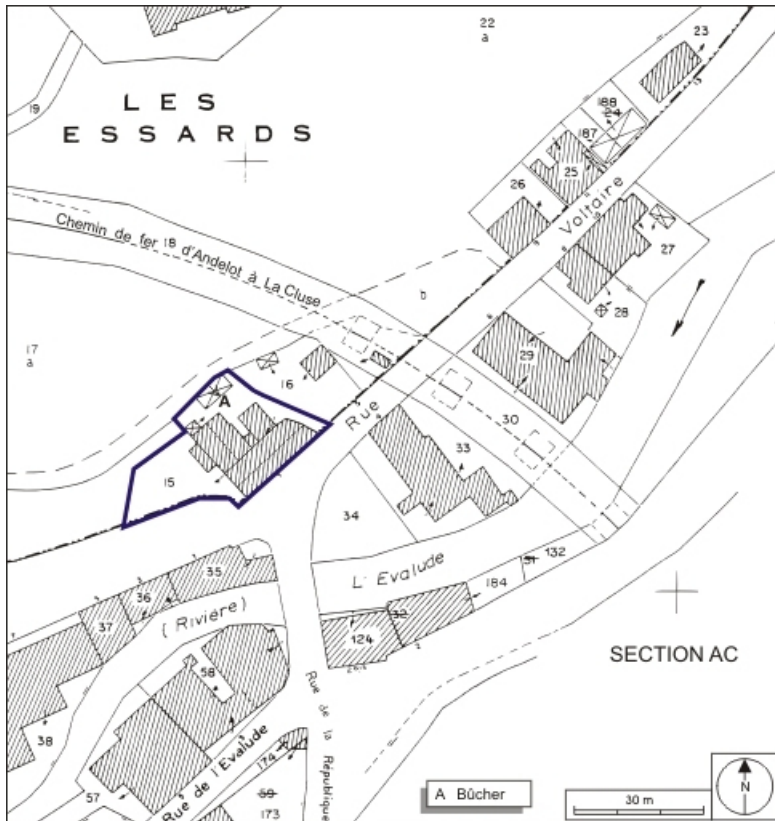 22
a
23
19
LES
ESSARDS
188
24
187
25
26
Voltaire
Chemin de fer 18 d'Andelot à La Cluse
27
b
28
17
a
29
16
A
Rue
30
33
15
34
35
L'Evalude
31
132
36
184
37
(Rivière)
32
124
SECTION AC
58
38
Rue de la République
Rue de l'Evalude
174
59
173
57
A Bûcher
N
30 m